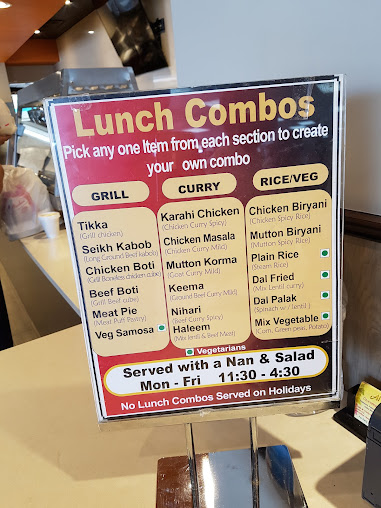 Lunch Combos
Pick any one Item from each section to create
your own combo
GRILL
Tikka
(Grill chicken)
Seikh Kabob
(Long Ground Beef kabob)
Chicken Boti
(Grill Boneless chicken cube)
Beef Boti
(Grill Beef cube)
Meat Pie
(Meat Puff Pastry)
Veg Samosa
CURRY
Karahi Chicken
(Chicken Curry Spicy)
Chicken Masala
(Chicken Curry Mild)
Mutton Korma
(Goat Curry Mild)
Keema
(Ground Beef Curry Mild)
Nihari
(Beef Curry Spicy)
Haleem
(Mix lentil & Beef Meat)
RICE/VEG
Chicken Biryani
(Chicken Spicy Rice)
Mutton Biryani
(Mutton Spicy Rice)
Plain Rice
(Steam Rice)
Dal Fried
(Mix Lentil curry)
Dal Palak
(Spinach w / lentil )
Mix Vegetable
(Corn, Green peas, Potato)
Vegetarians
Served with a Nan & Salad
Mon - Fri 11:30 - 4:30
No Lunch Combos Served on Holidays